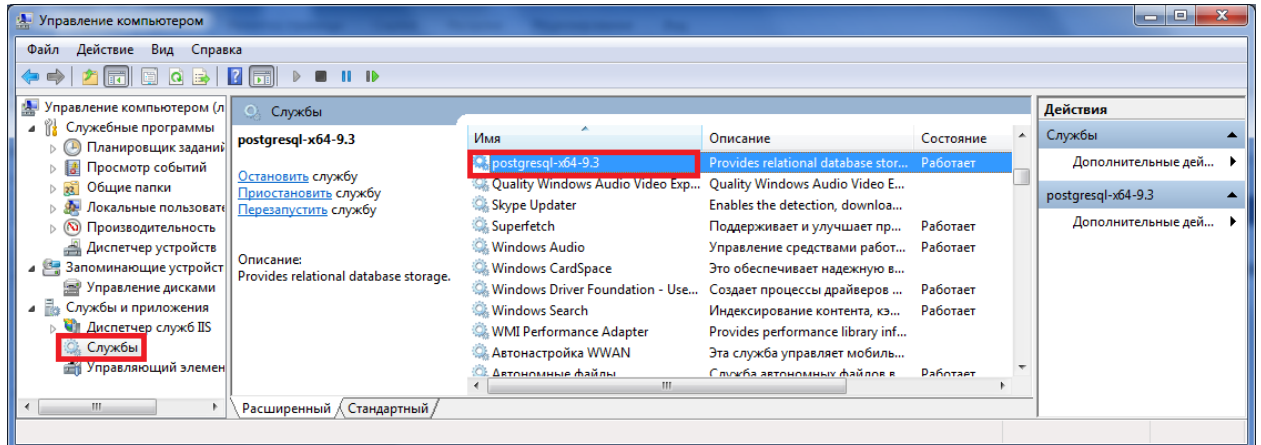 Управление компьютером
Файл Действие Вид Справка
Управление компьютером (л
Служебные программы
Планировщик заданий
Просмотр событий
Общие папки
Локальные пользовате
Производительность
Диспетчер устройств
Запоминающие устройст
Управление дисками
Службы и приложения
Диспетчер служб IIS
Службы
Управляющий элемен
Службы
postgresql-x64-9.3
Остановить службу
Приостановить службу
Перезапустить службу
Описание:
Provides relational database storage.
Имя Описание Состояние
postgresql-x64-9.3 Provides relational database stor... Работает
Quality Windows Audio Video Exp... Quality Windows Audio Video E...
Skype Updater Enables the detection, downloa...
Superfetch Поддерживает и улучшает пр... Работает
Windows Audio Управление средствами работ... Работает
Windows CardSpace Это обеспечивает надежную в...
Windows Driver Foundation - Use... Создает процессы драйверов ... Работает
Windows Search Индексирование контента, кэ... Работает
WMI Performance Adapter Provides performance library inf...
Автонастройка WWAN Эта служба управляет мобиль...
Автономные файлы Служба автономных файлов в Работает
Расширенный Стандартный
Действия
Службы
Дополнительные дей...
postgresql-x64-9.3
Дополнительные дей...